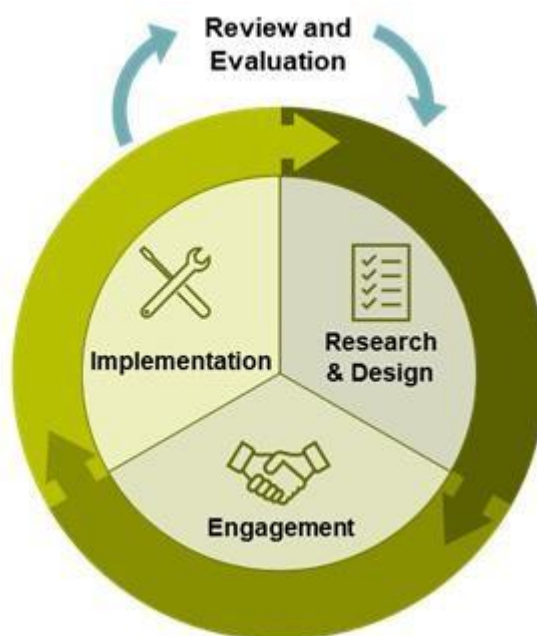 Review and
Evaluation
Implementation
Research
& Design
Engagement